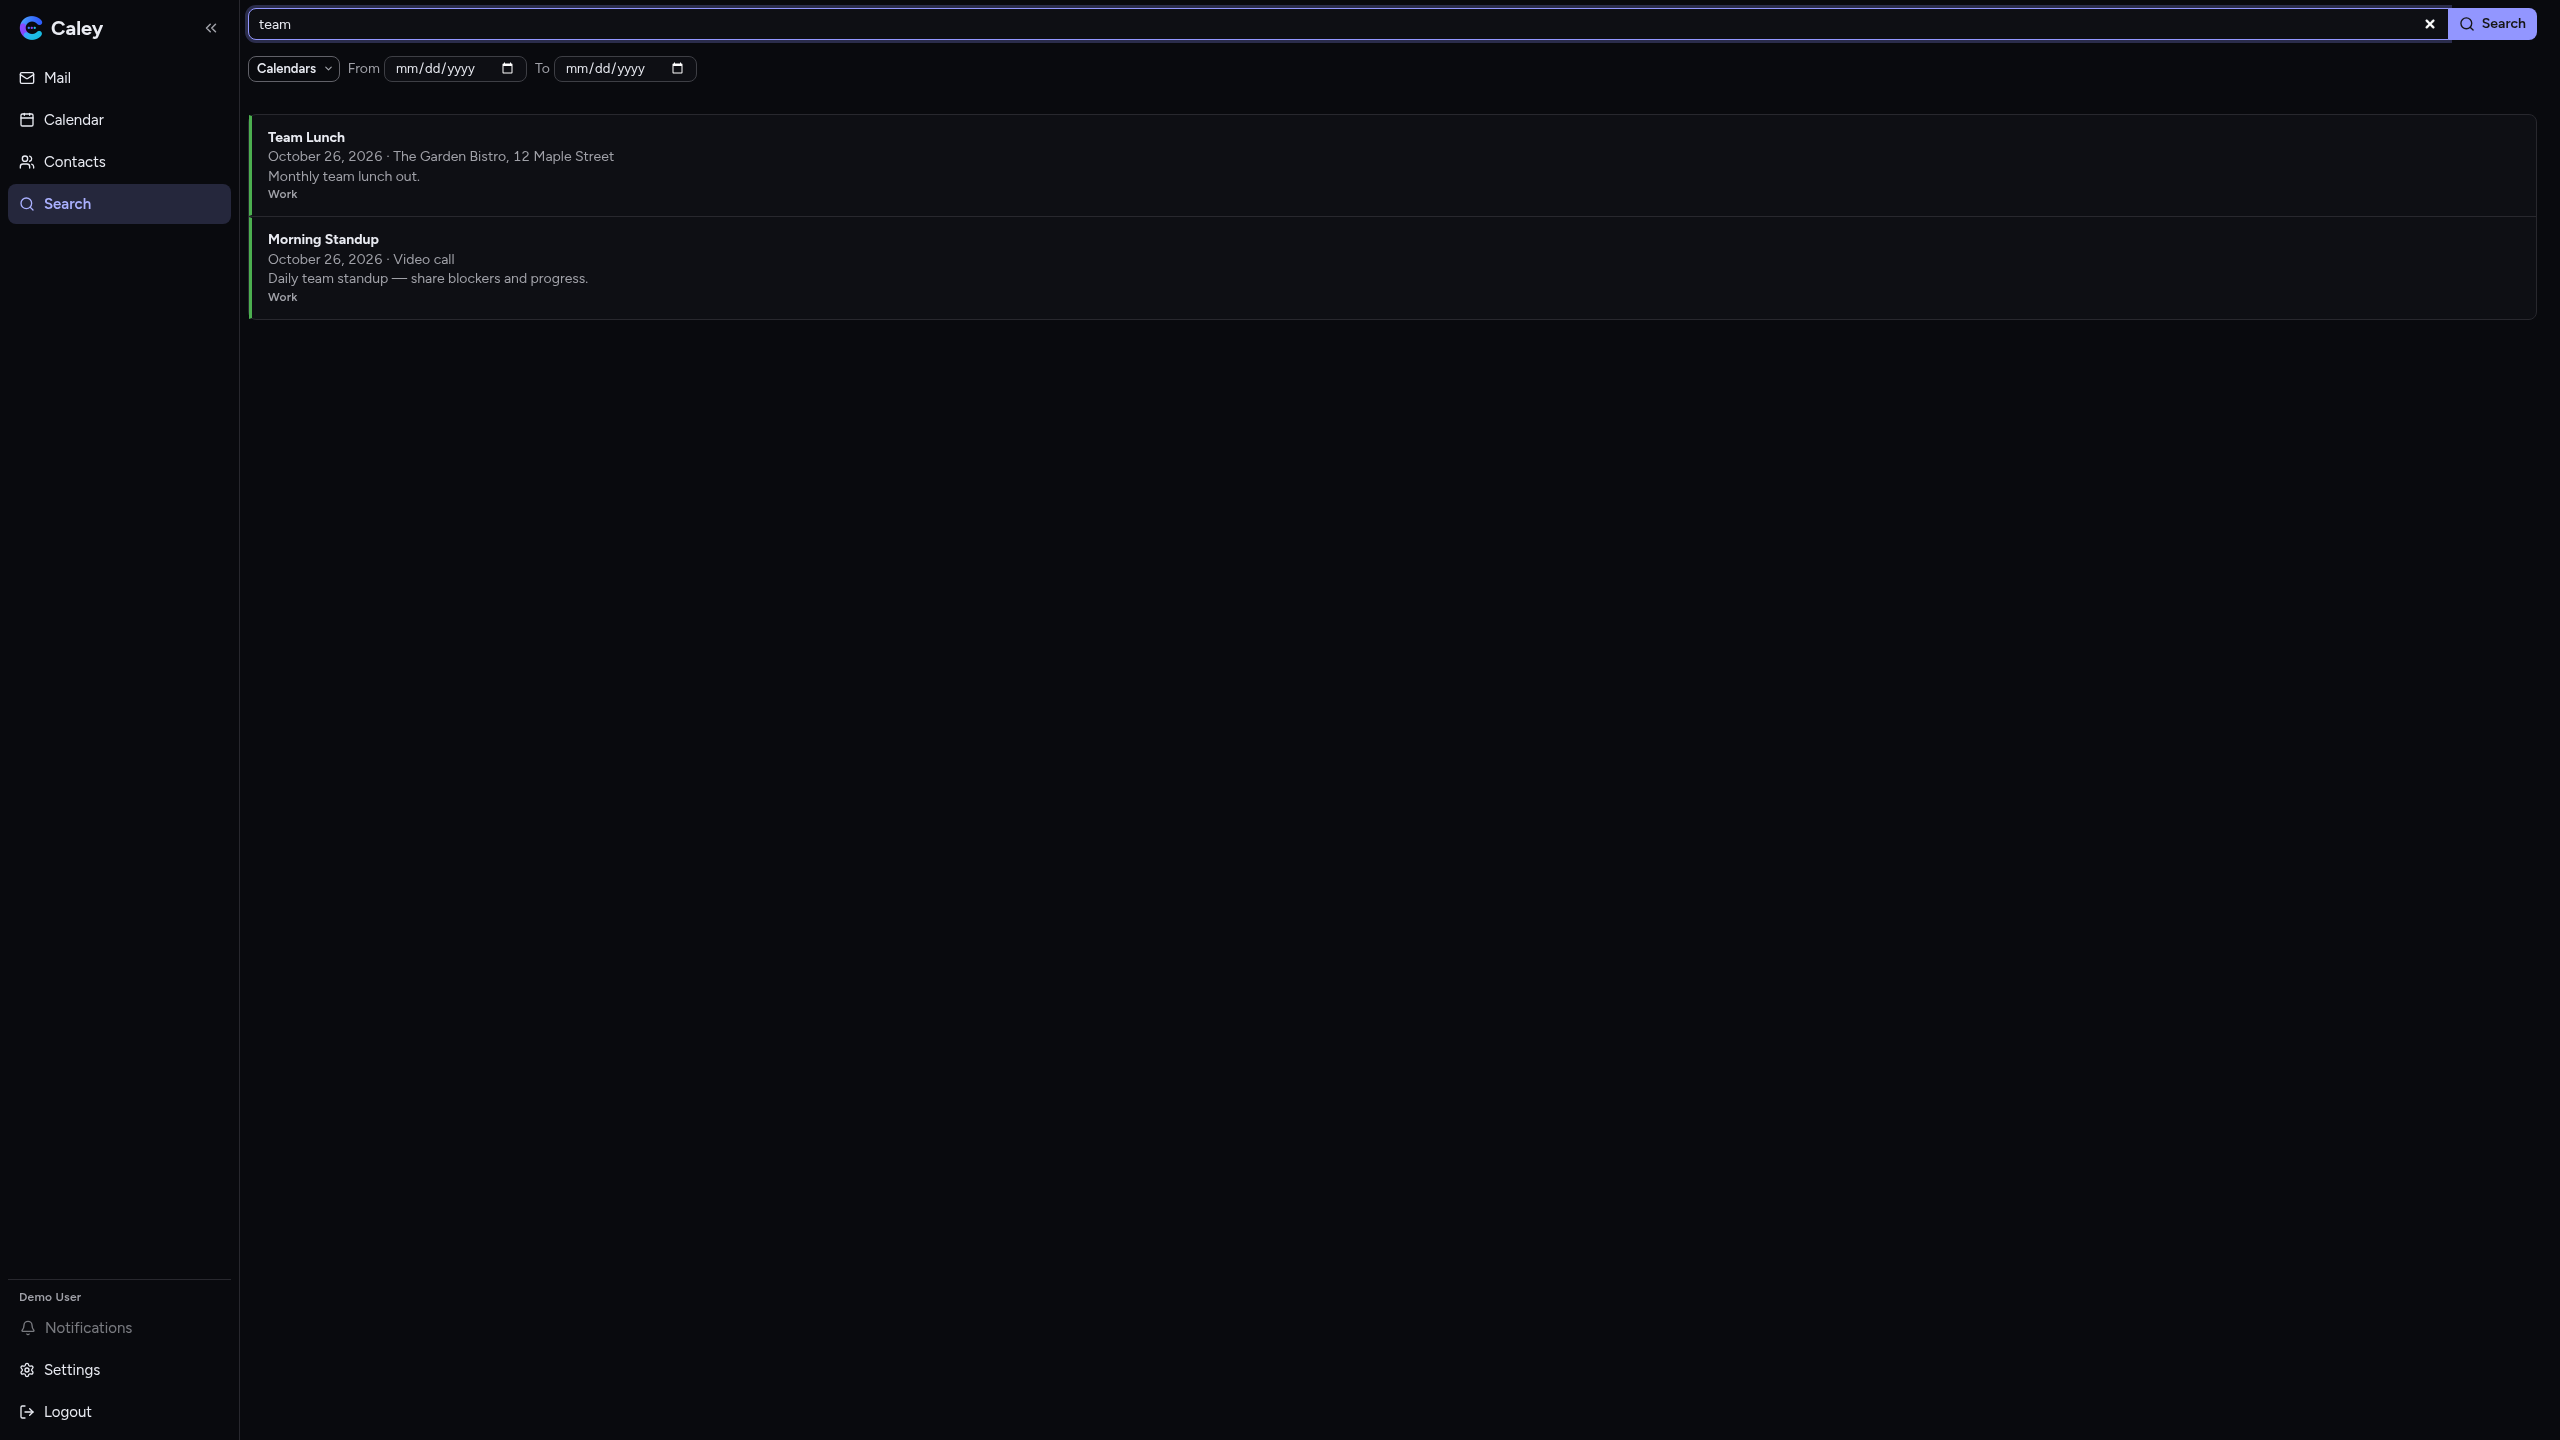 Caley
Mail
Calendar
Contacts
Search
team
Search
Calendars From mm/dd/yyyy To mm/dd/yyyy
Team Lunch
October 26, 2026 · The Garden Bistro, 12 Maple Street
Monthly team lunch out.
Work
Morning Standup
October 26, 2026 · Video call
Daily team standup — share blockers and progress.
Work
Demo User
Notifications
Settings
Logout